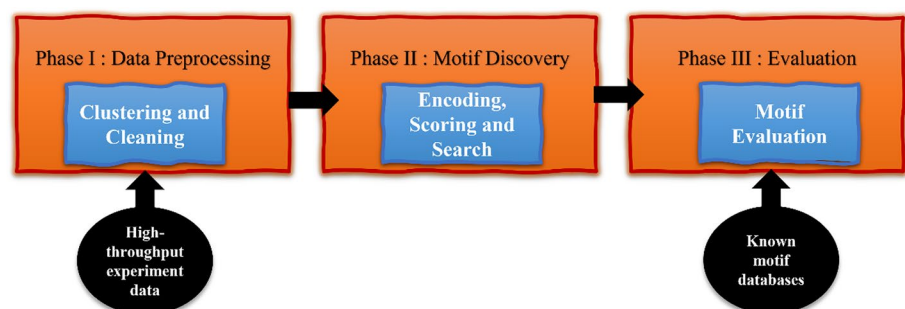 Phase I : Data Preprocessing
Clustering and
Cleaning
Phase II : Motif Discovery
Encoding,
Scoring and
Search
Phase III : Evaluation
Motif
Evaluation
High-
throughput
experiment
data
Known
motif
databases